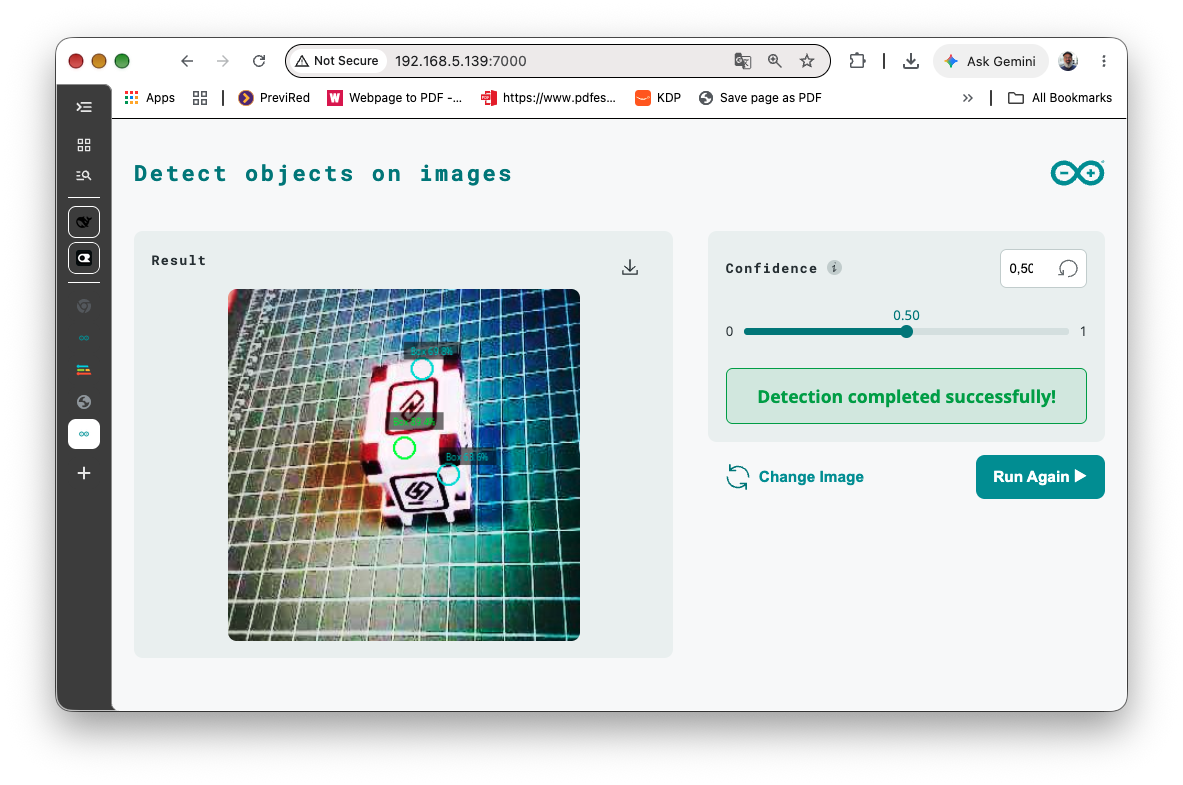 Not Secure
192.168.5.139:7000
Ask Gemini
Apps
PreviRed
Webpage to PDF -...
https://www.pdfes...
KDP
Save page as PDF
All Bookmarks
Detect objects on images
Result
Confidence
0,50
0.50
0
1
Detection completed successfully!
Change Image
Run Again
Box
Box